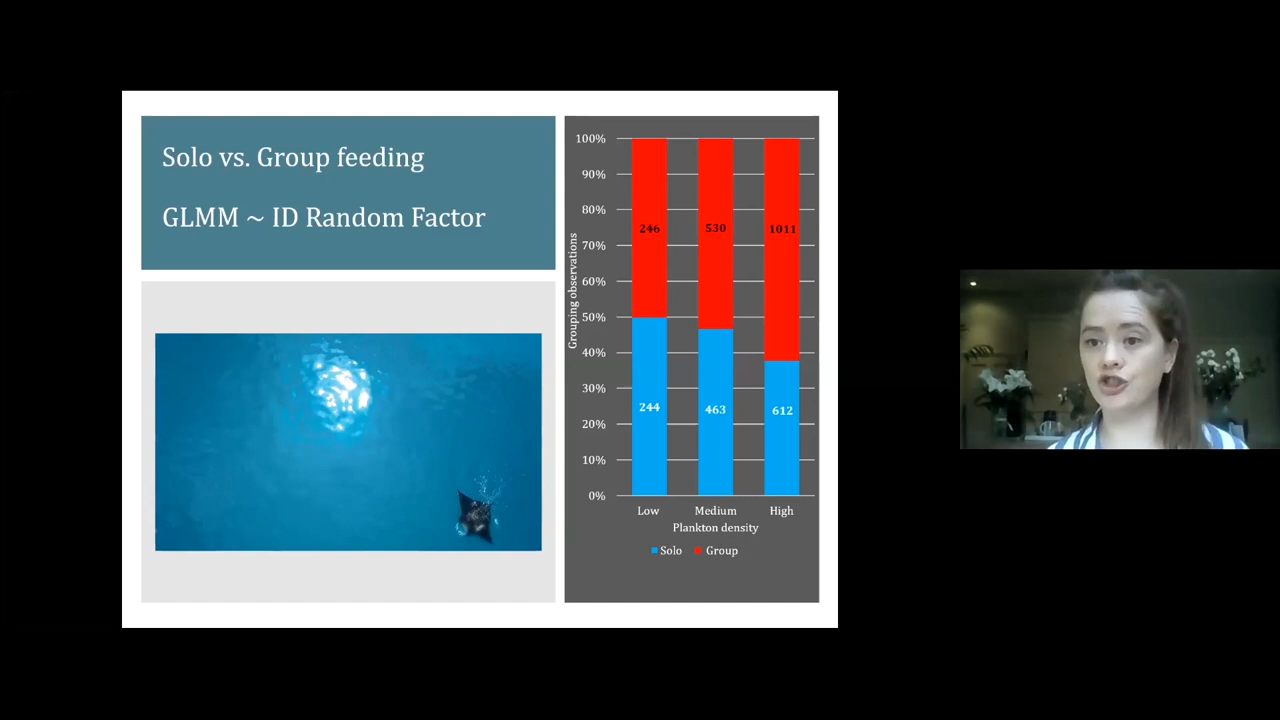 Solo vs. Group feeding
GLMM ~ ID Random Factor
100%
90%
80%
70%
60%
50%
40%
30%
20%
10%
0%
Grouping observations
246
530
1011
244
463
612
Low
Medium
High
Plankton density
Solo
Group